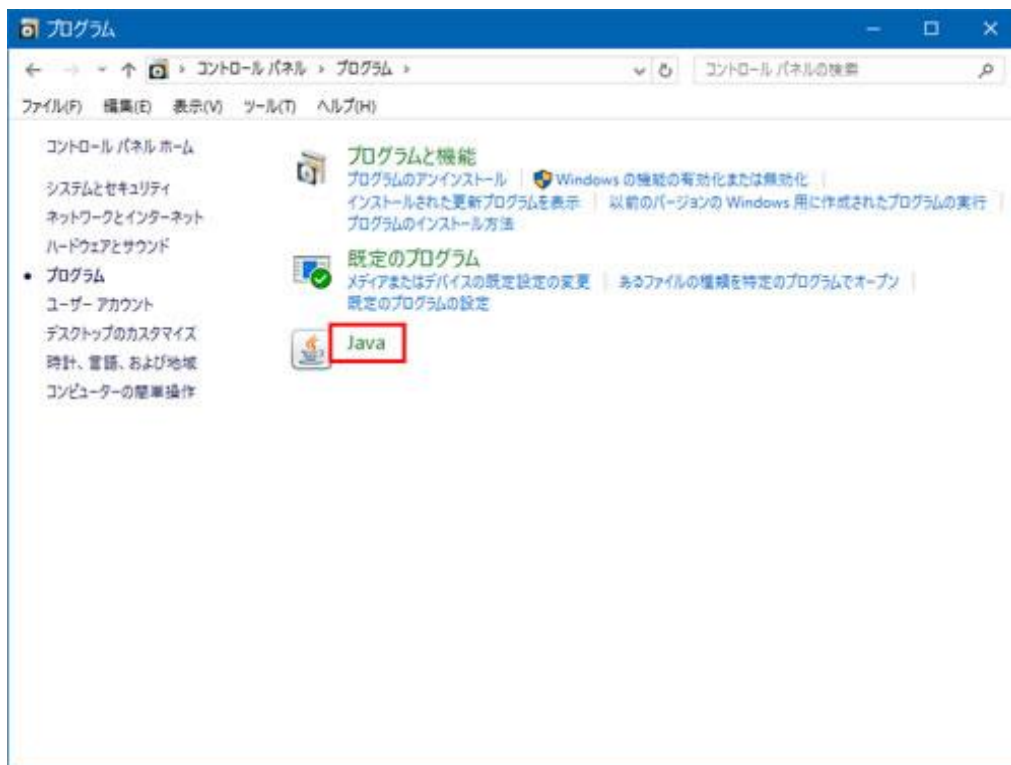 プログラム
コントロール パネル › プログラム ›
コントロール パネルの検索
ファイル(F) 編集(E) 表示(V) ツール(T) ヘルプ(H)
コントロール パネル ホーム
システムとセキュリティ
ネットワークとインターネット
ハードウェアとサウンド
プログラム
ユーザー アカウント
デスクトップのカスタマイズ
時計、言語、および地域
コンピューターの簡単操作
プログラムと機能
プログラムのアンインストール
Windows の機能の有効化または無効化
インストールされた更新プログラムを表示
以前のバージョンの Windows 用に作成されたプログラムの実行
プログラムのインストール方法
既定のプログラム
メディアまたはデバイスの既定設定の変更
あるファイルの種類を特定のプログラムでオープン
既定のプログラムの設定
Java